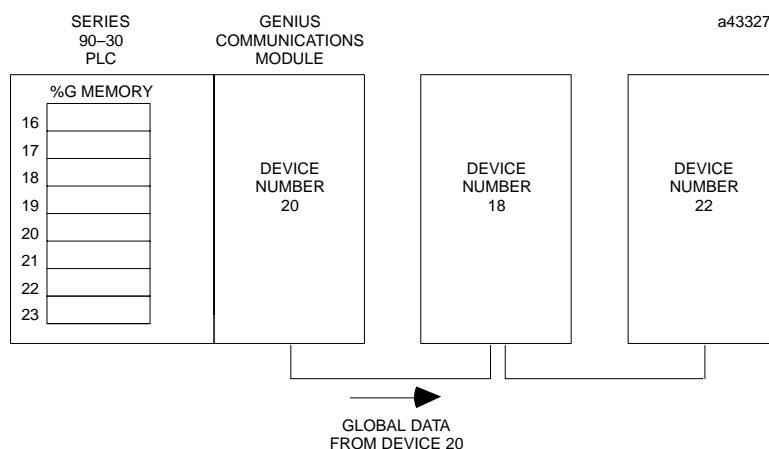 SERIES
90–30
PLC
GENIUS
COMMUNICATIONS
MODULE
a43327
%G MEMORY
16
17
18
19
20
21
22
23
DEVICE
NUMBER
20
DEVICE
NUMBER
18
DEVICE
NUMBER
22
GLOBAL DATA
FROM DEVICE 20